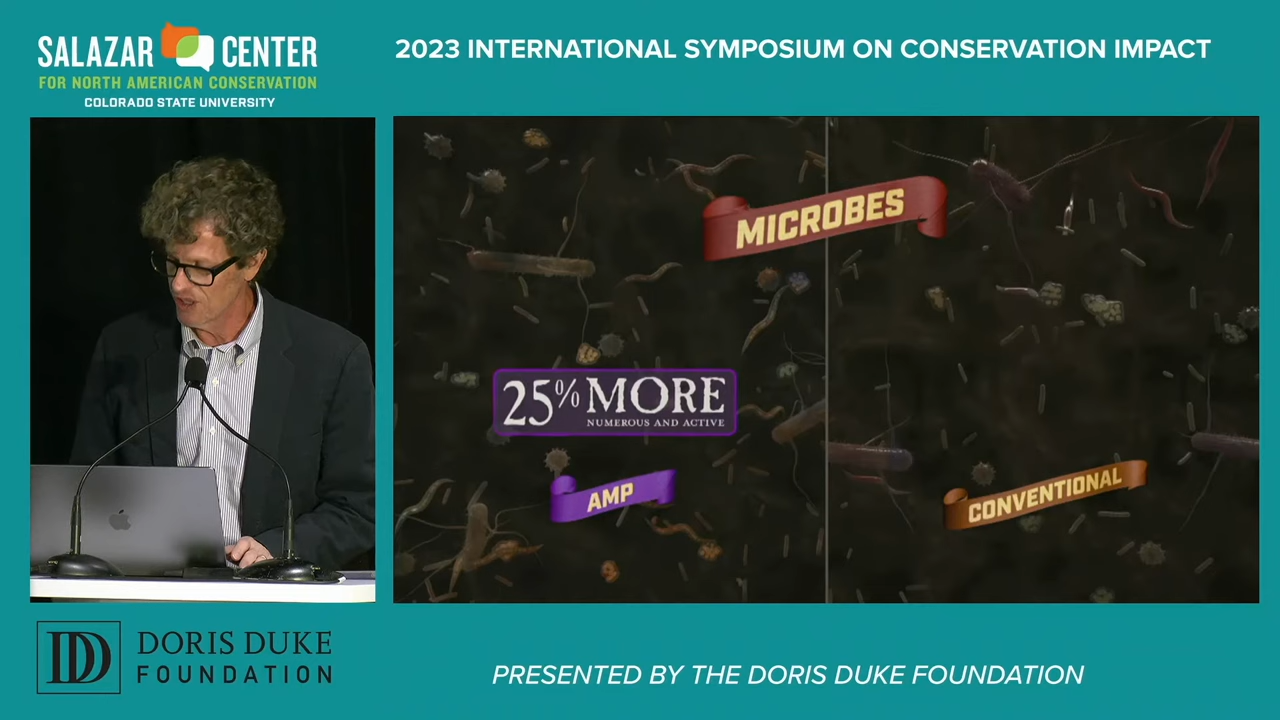 SALAZAR CENTER
FOR NORTH AMERICAN CONSERVATION
COLORADO STATE UNIVERSITY
2023 INTERNATIONAL SYMPOSIUM ON CONSERVATION IMPACT
MICROBES
25% MORE
NUMEROUS AND ACTIVE
AMP
CONVENTIONAL
DD
DORIS DUKE
FOUNDATION
PRESENTED BY THE DORIS DUKE FOUNDATION